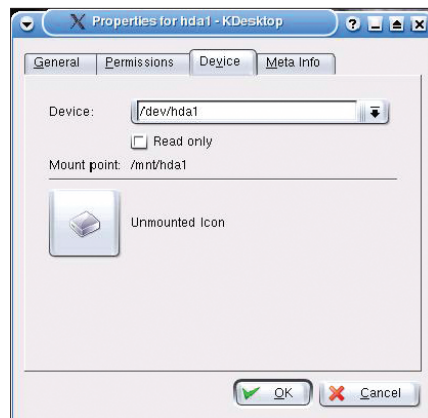 Properties for hda1 - KDesktop
General Permissions Device Meta Info
Device: /dev/hda1
Read only
Mount point: /mnt/hda1
Unmounted Icon
OK Cancel